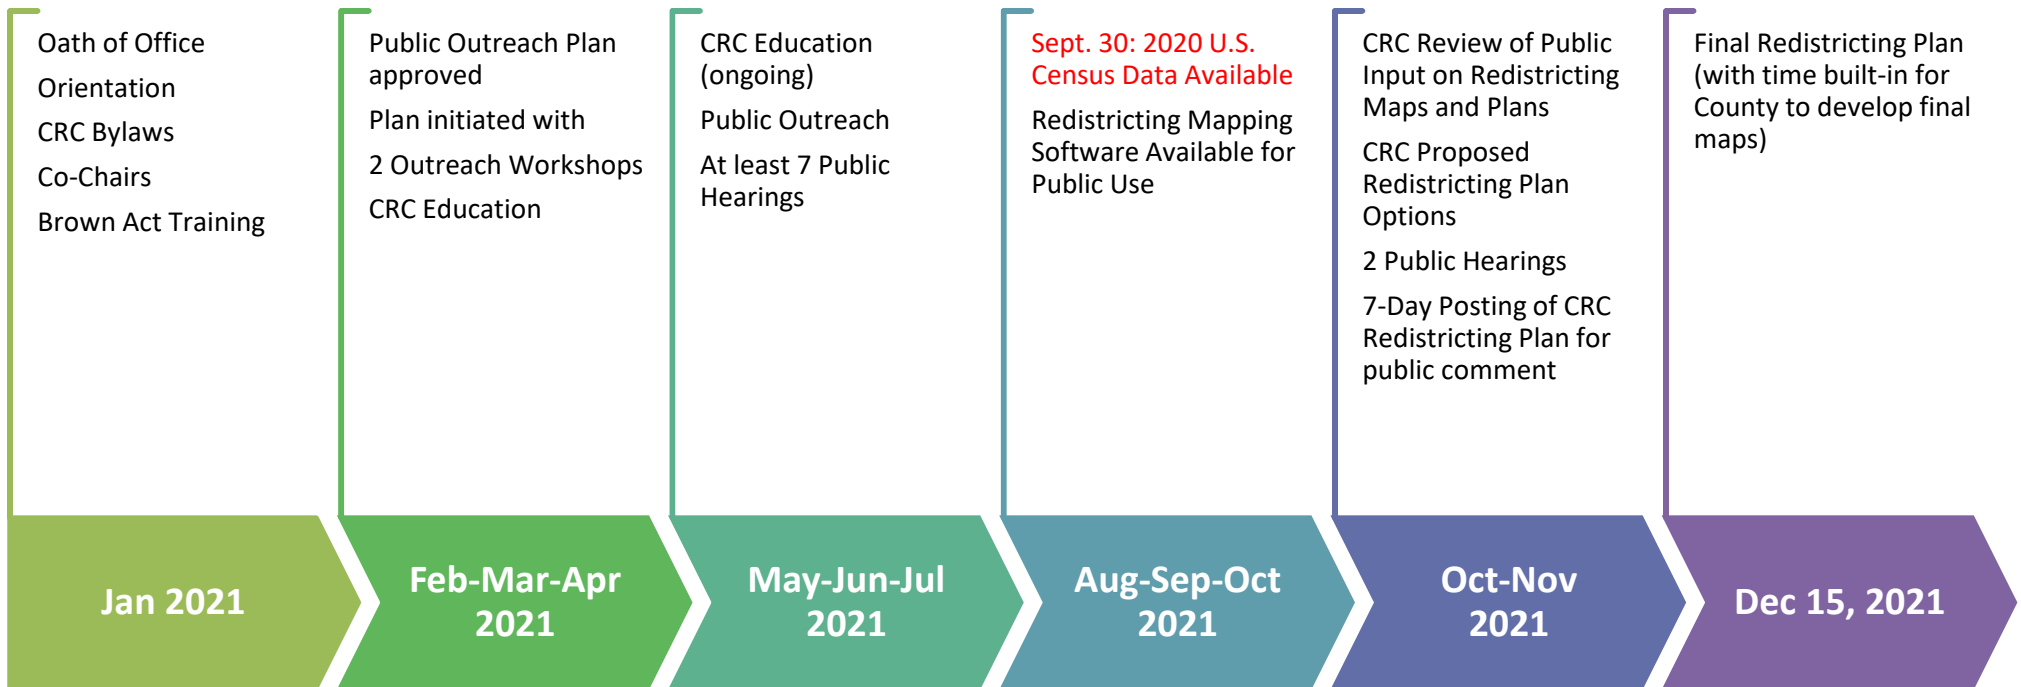 Oath of Office
Orientation
CRC Bylaws
Co-Chairs
Brown Act Training
Jan 2021
Public Outreach Plan
approved
Plan initiated with
2 Outreach Workshops
CRC Education
Feb-Mar-Apr
2021
CRC Education
(ongoing)
Public Outreach
At least 7 Public
Hearings
May-Jun-Jul
2021
Sept. 30: 2020 U.S.
Census Data Available
Redistricting Mapping
Software Available for
Public Use
Aug-Sep-Oct
2021
CRC Review of Public
Input on Redistricting
Maps and Plans
CRC Proposed
Redistricting Plan
Options
2 Public Hearings
7-Day Posting of CRC
Redistricting Plan for
public comment
Oct-Nov
2021
Final Redistricting Plan
(with time built-in for
County to develop final
maps)
Dec 15, 2021